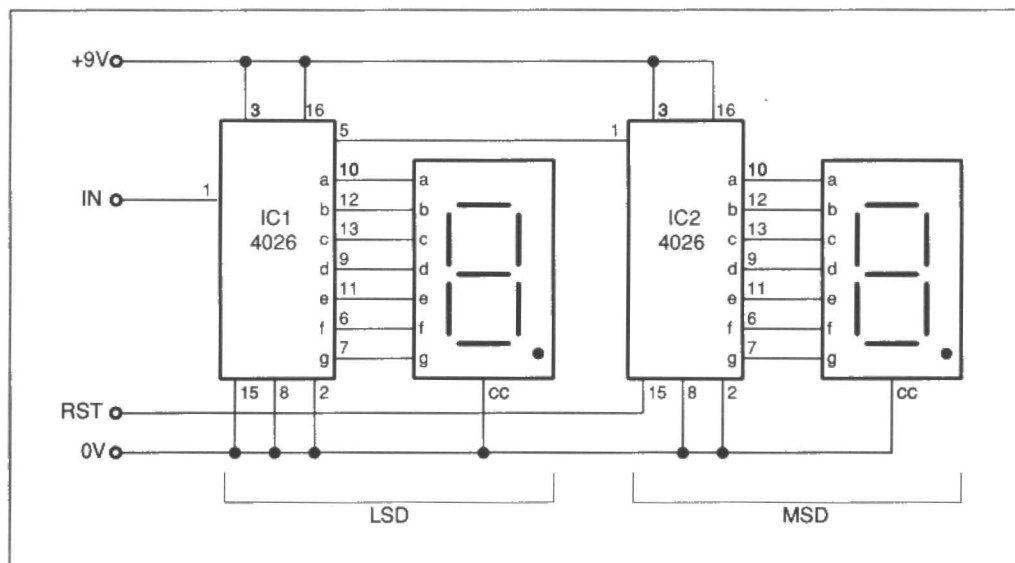 +9V
3 16 3 16
5 1
a 10 a a 10 a
IN 1 b 12 b b 12 b
IC1 c 13 c IC2 c 13 c
4026 d 9 d 4026 d 9 d
e 11 e e 11 e
f 6 f f 6 f
g 7 g g 7 g
15 8 2 CC 15 8 2 CC
RST
0V
LSD MSD